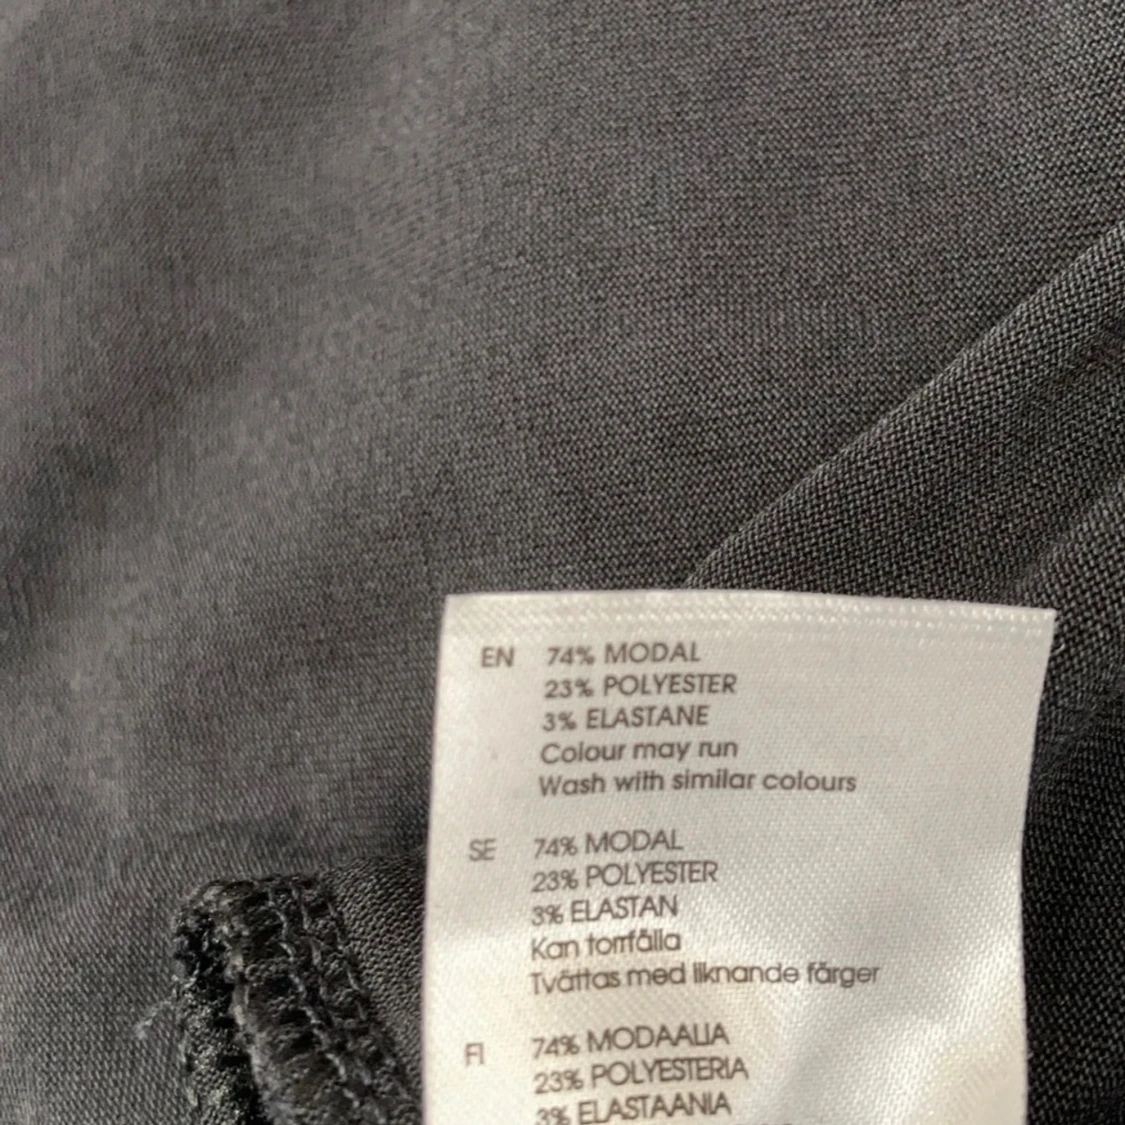 EN 74% MODAL
23% POLYESTER
3% ELASTANE
Colour may run
Wash with similar colours
SE 74% MODAL
23% POLYESTER
3% ELASTAN
Kan torrfälla
Tvättas med liknande färger
FI 74% MODAALIA
23% POLYESTERIA
3% ELASTAANIA